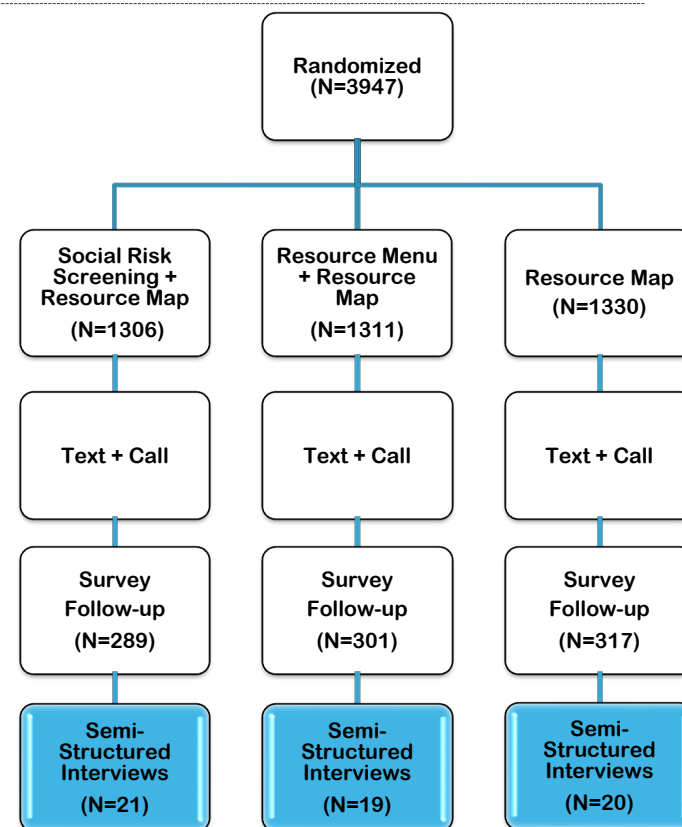 Randomized
(N=3947)
Social Risk
Screening +
Resource Map
(N=1306)
Resource Menu
+ Resource
Map
(N=1311)
Resource Map
(N=1330)
Text + Call
Text + Call
Text + Call
Survey
Follow-up
(N=289)
Survey
Follow-up
(N=301)
Survey
Follow-up
(N=317)
Semi-
Structured
Interviews
(N=21)
Semi-
Structured
Interviews
(N=19)
Semi-
Structured
Interviews
(N=20)